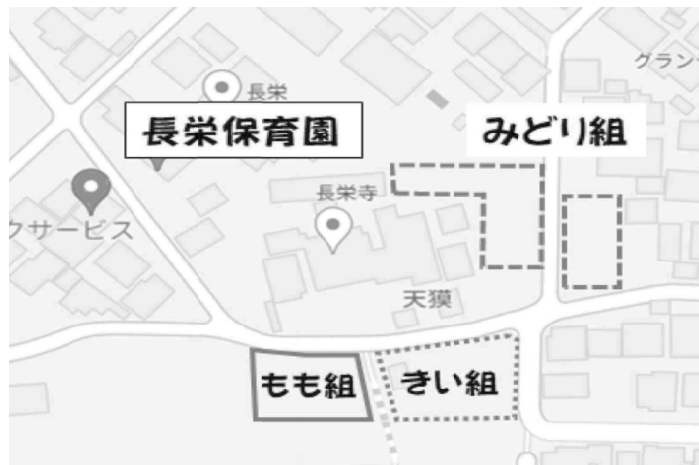 グラン
長栄
長栄保育園
みどり組
長栄寺
クサービス
天獏
もも組
きい組